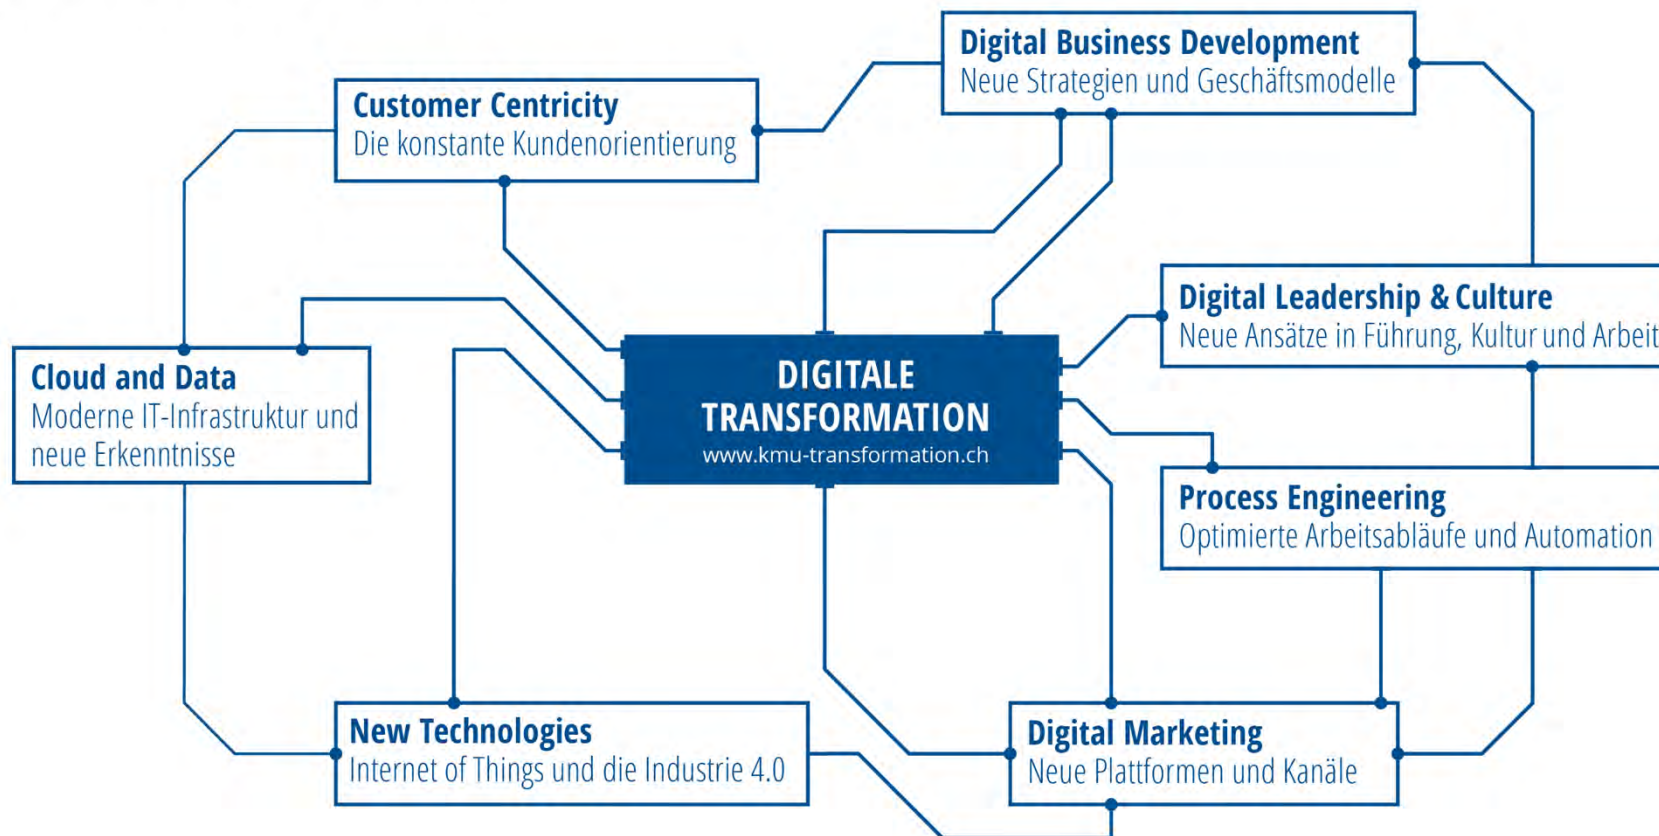 Digital Business Development
Neue Strategien und Geschäftsmodelle
Customer Centricity
Die konstante Kundenorientierung
Digital Leadership & Culture
Neue Ansätze in Führung, Kultur und Arbeit
Cloud and Data
Moderne IT-Infrastruktur und
neue Erkenntnisse
DIGITALE
TRANSFORMATION
www.kmu-transformation.ch
Process Engineering
Optimierte Arbeitsabläufe und Automation
New Technologies
Internet of Things und die Industrie 4.0
Digital Marketing
Neue Plattformen und Kanäle